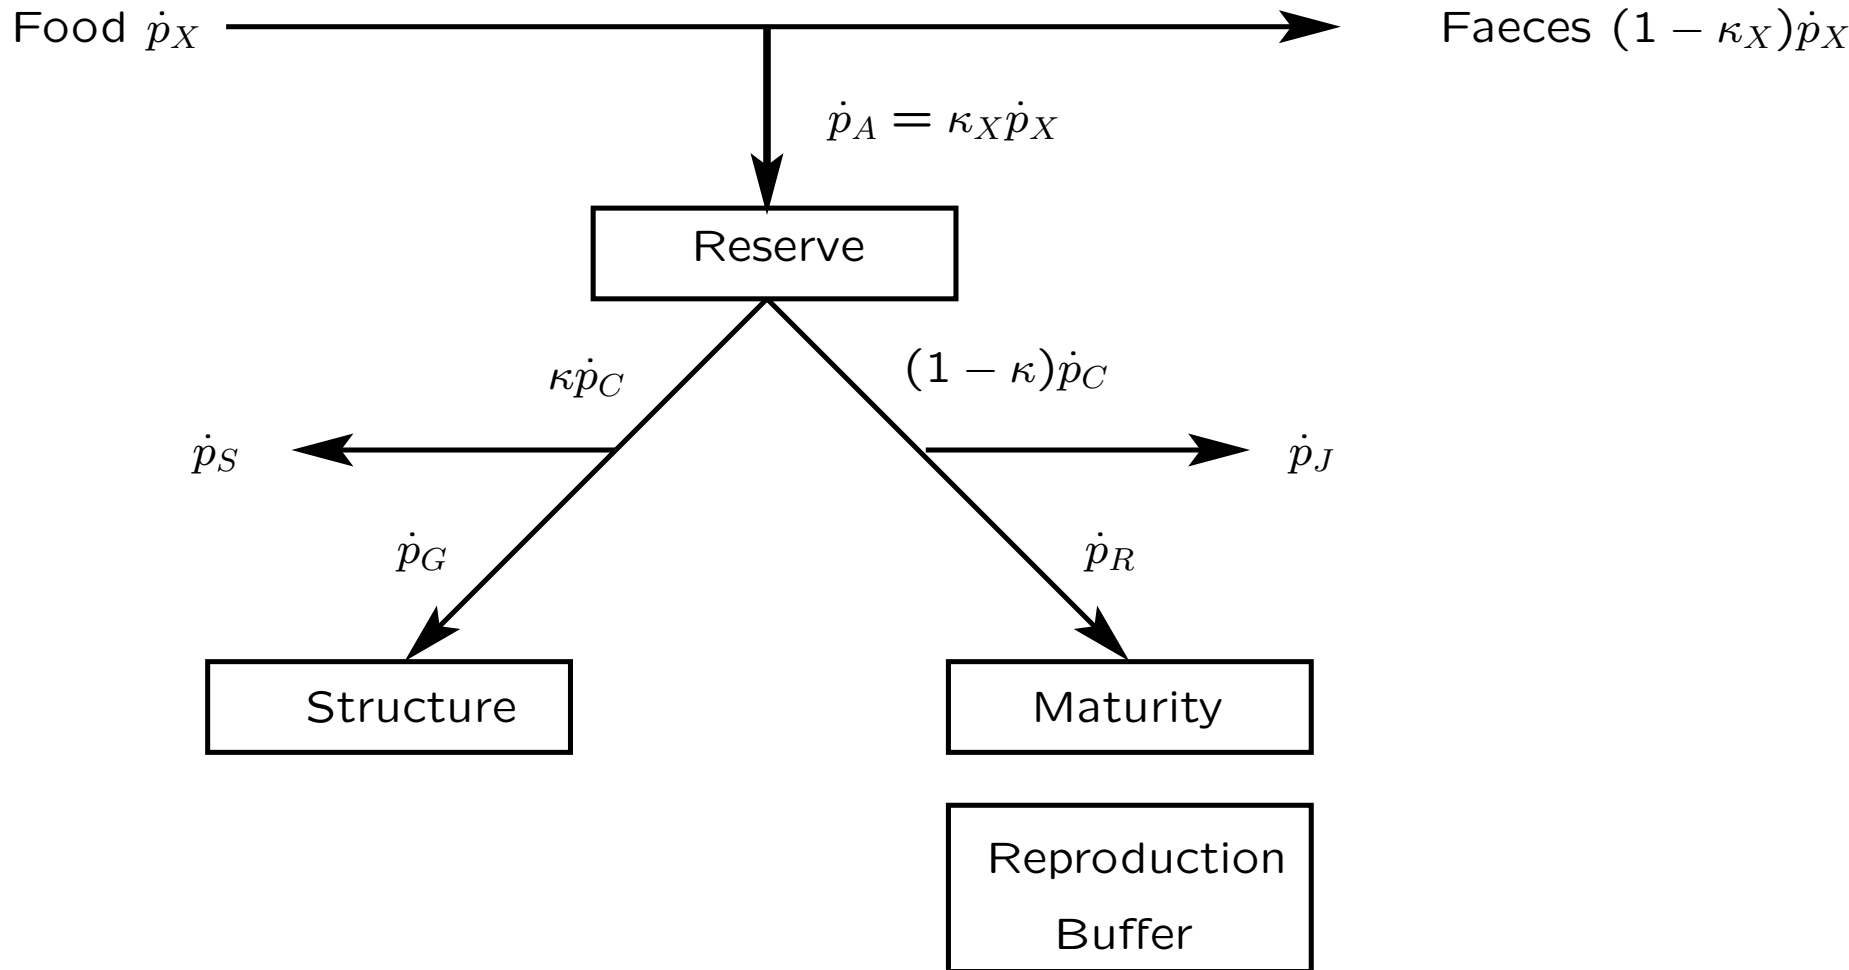 Food ṗ_X
Faeces (1 − κ_X)ṗ_X
ṗ_A = κ_X ṗ_X
Reserve
κṗ_C
(1 − κ)ṗ_C
ṗ_S
ṗ_J
ṗ_G
ṗ_R
Structure
Maturity
Reproduction
Buffer